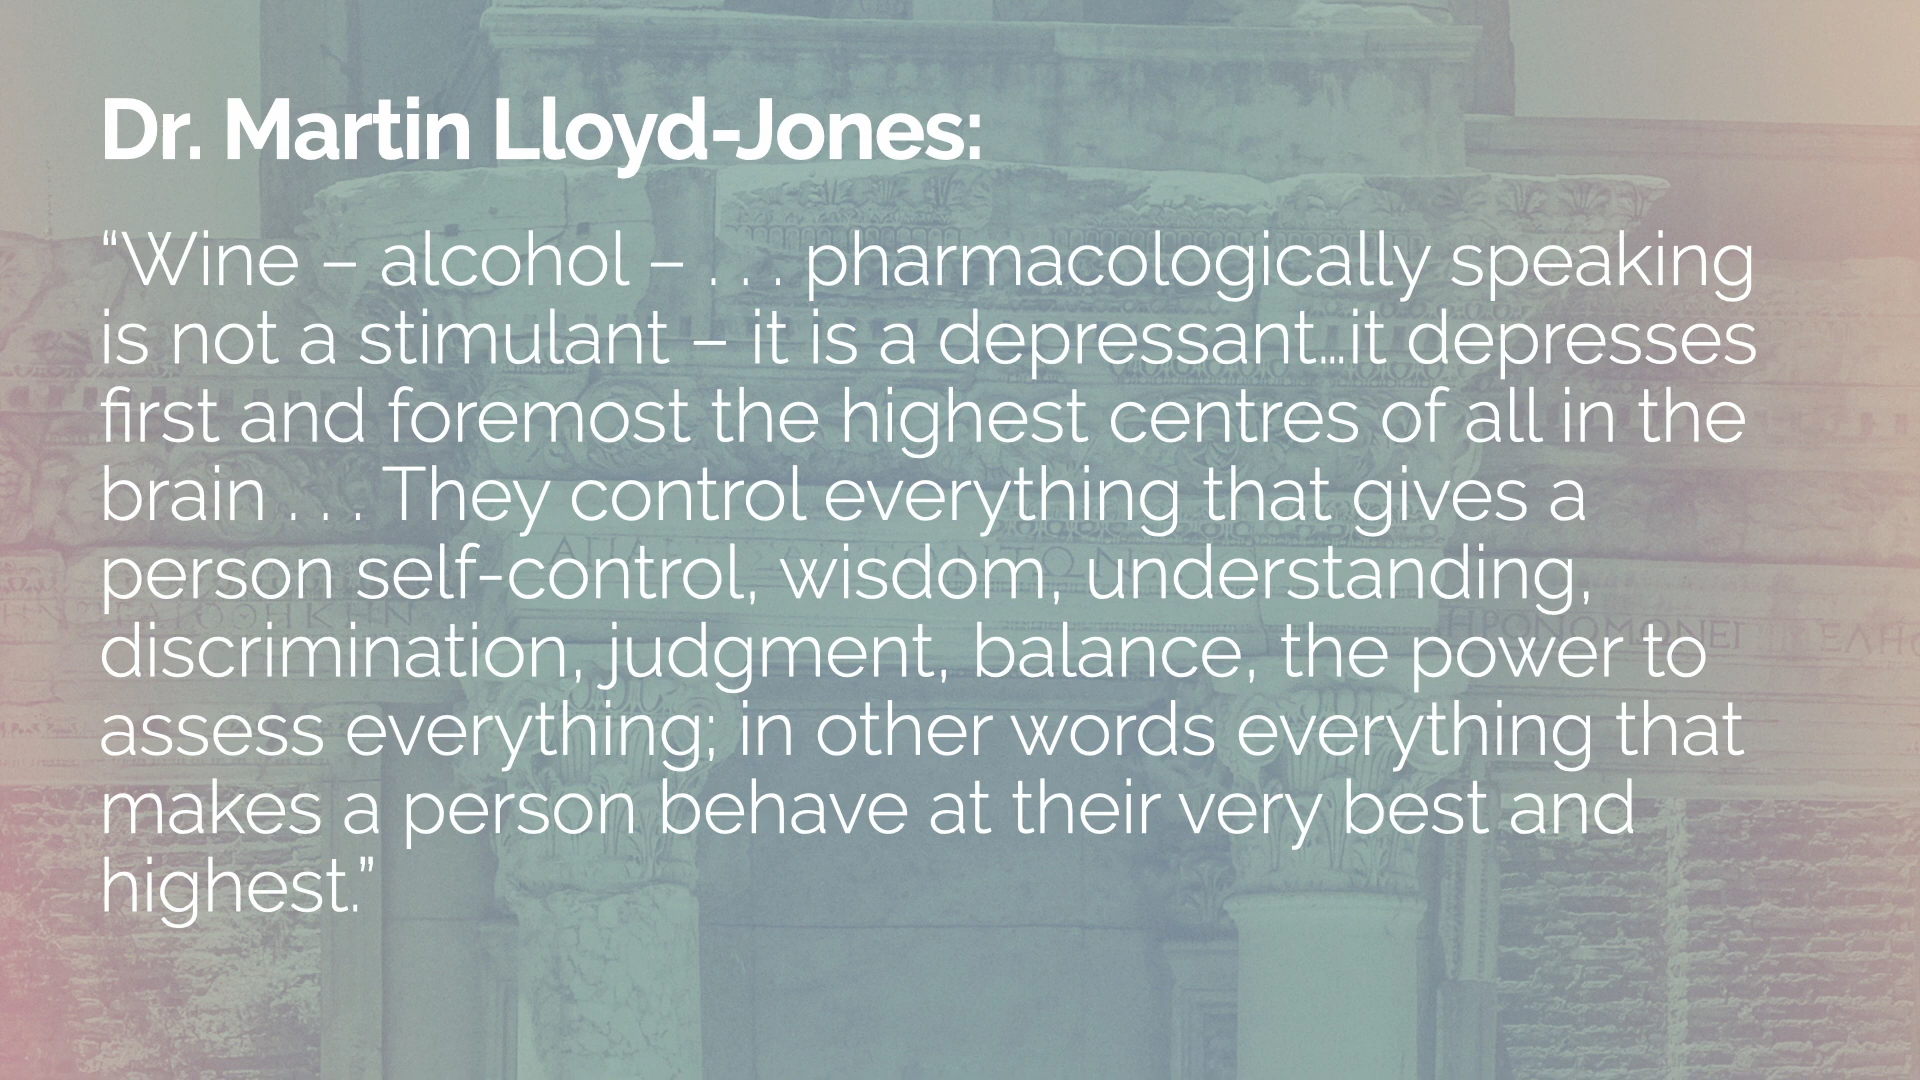 Dr. Martin Lloyd-Jones:
“Wine – alcohol – . . . pharmacologically speaking
is not a stimulant – it is a depressant...it depresses
first and foremost the highest centres of all in the
brain . . . They control everything that gives a
person self-control, wisdom, understanding,
discrimination, judgment, balance, the power to
assess everything; in other words everything that
makes a person behave at their very best and
highest.”